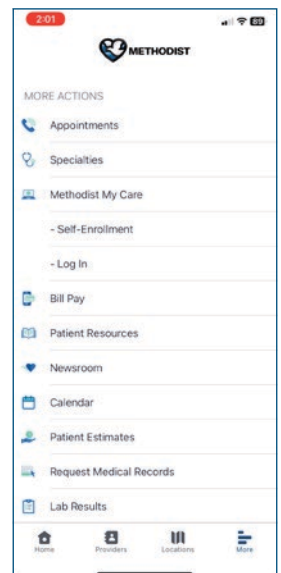 2:01
89
METHODIST
MORE ACTIONS
Appointments
Specialties
Methodist My Care
- Self-Enrollment
- Log In
Bill Pay
Patient Resources
Newsroom
Calendar
Patient Estimates
Request Medical Records
Lab Results
Home Providers Locations More